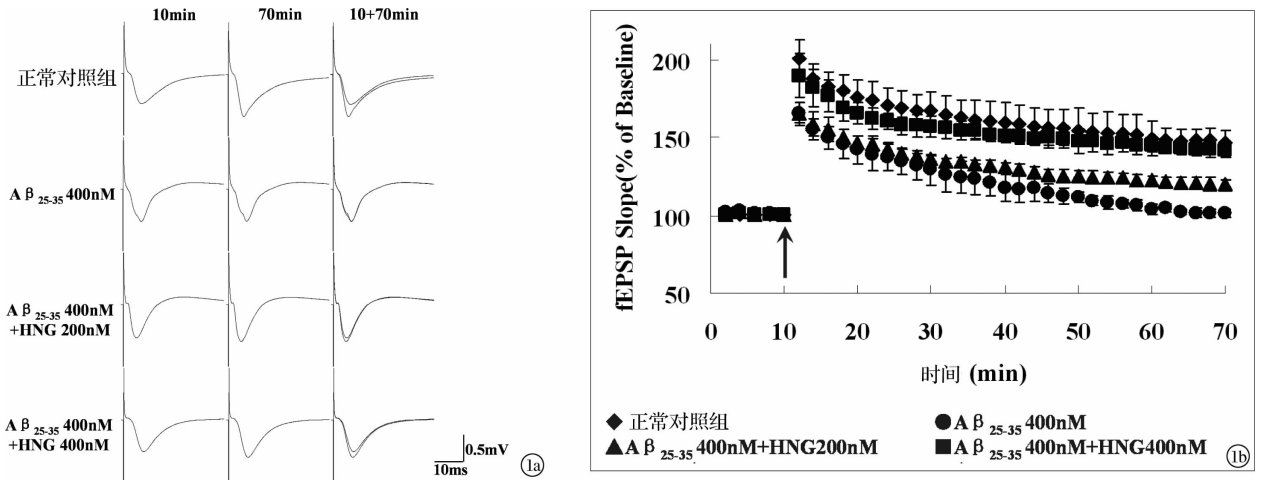 10min 70min 10+70min
正常对照组
Aβ25-35 400nM
Aβ25-35 400nM
+HNG 200nM
Aβ25-35 400nM
+HNG 400nM
0.5mV
10ms
1a
fEPSP Slope(% of Baseline)
200
150
100
50
0 10 20 30 40 50 60 70
时间 (min)
正常对照组 Aβ25-35 400nM
Aβ25-35 400nM+HNG200nM Aβ25-35 400nM+HNG400nM
1b